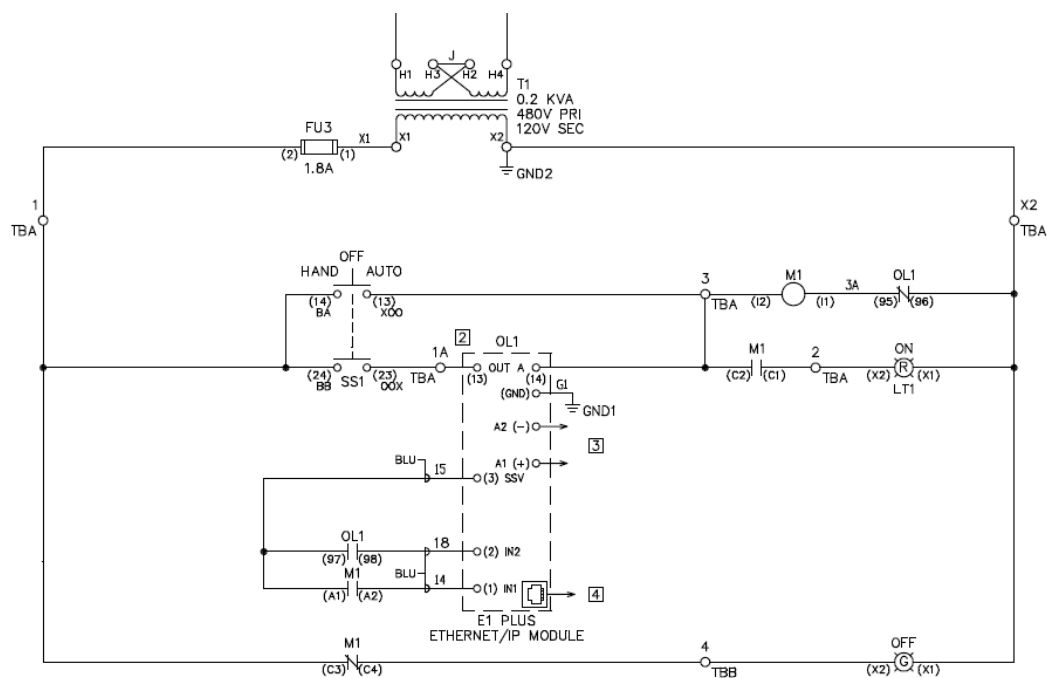 J
H1 H3 H2 H4
T1
0.2 KVA
480V PRI
120V SEC
FU3
X1
X1 X2
(2) (1)
1.8A
GND2
1
TBA
X2
TBA
OFF
HAND AUTO
(14) (13)
BA XOO
3
TBA
M1
(I2) (I1)
3A
OL1
(95) (96)
2
OL1
1A
TBA
(24) SS1 (23)
BB OOX
(13) OUT A (14)
M1
(C2) (C1)
2
TBA
ON
(X2) R (X1)
LT1
(GND) G1
GND1
A2 (-)
3
A1 (+)
BLU 15
(3) SSV
OL1
(97) (98)
18
(2) IN2
M1
(A1) (A2)
BLU 14
(1) IN1
4
E1 PLUS
ETHERNET/IP MODULE
M1
(C3) (C4)
4
TBB
OFF
(X2) G (X1)